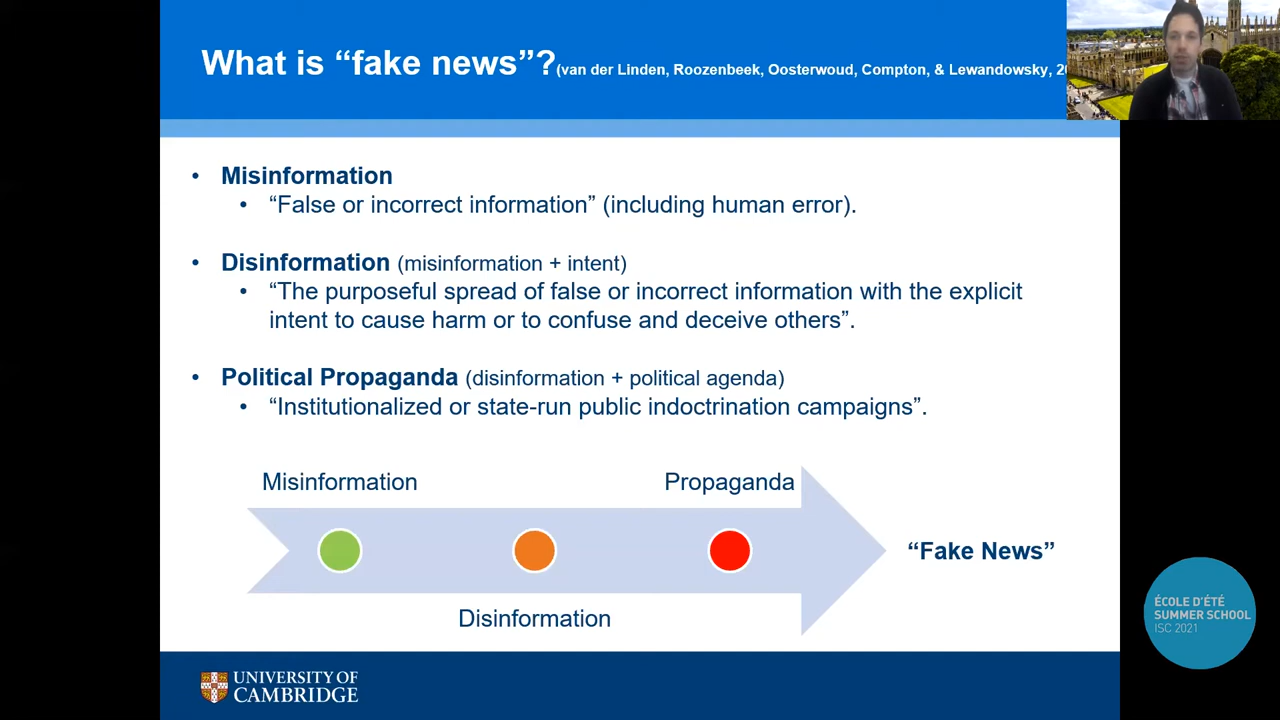 What is “fake news”? (van der Linden, Roozenbeek, Oosterwoud, Compton, & Lewandowsky,
• Misinformation
• “False or incorrect information” (including human error).
• Disinformation (misinformation + intent)
• “The purposeful spread of false or incorrect information with the explicit
intent to cause harm or to confuse and deceive others”.
• Political Propaganda (disinformation + political agenda)
• “Institutionalized or state-run public indoctrination campaigns”.
Misinformation
Propaganda
“Fake News”
Disinformation
ÉCOLE D'ÉTÉ
SUMMER SCHOOL
ISC 2021
UNIVERSITY OF
CAMBRIDGE